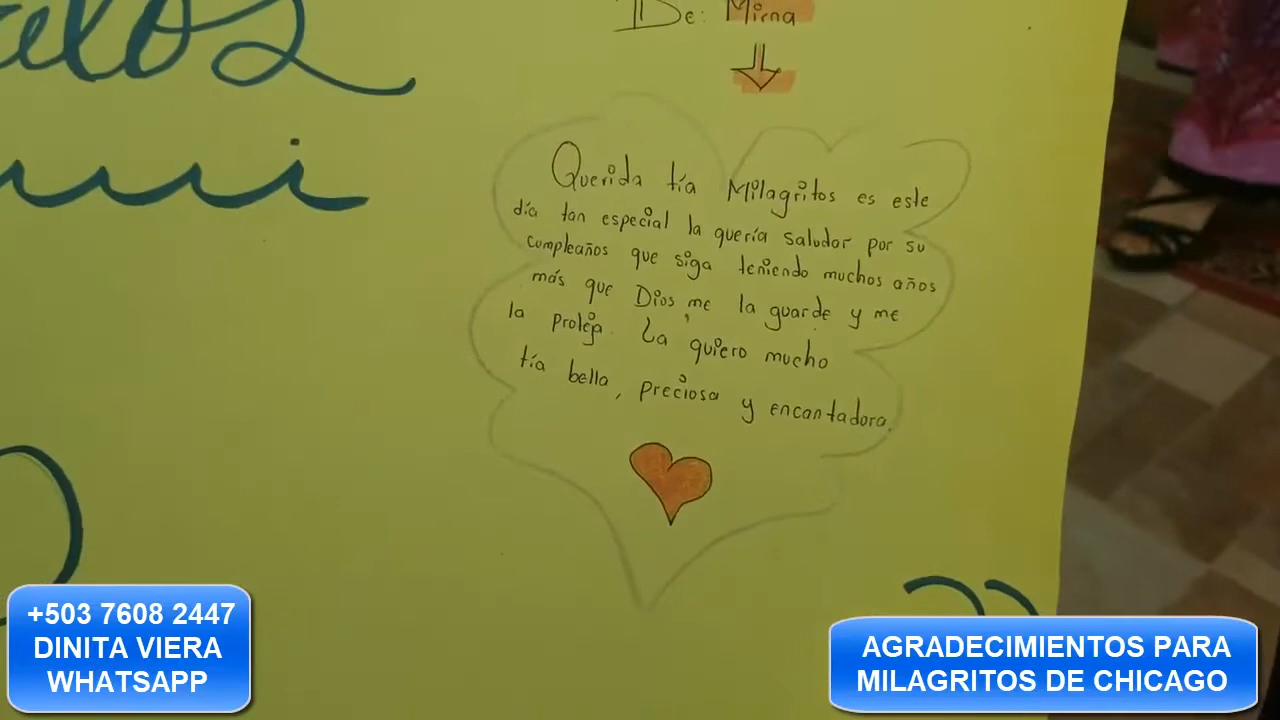 De: Mirna
Querida tía Milagritos es este
día tan especial la quería saludar por su
cumpleaños que siga teniendo muchos años
más que Dios me la guarde y me
la proteja. La quiero mucho
tía bella, preciosa y encantadora.
+503 7608 2447
DINITA VIERA
WHATSAPP
AGRADECIMIENTOS PARA
MILAGRITOS DE CHICAGO